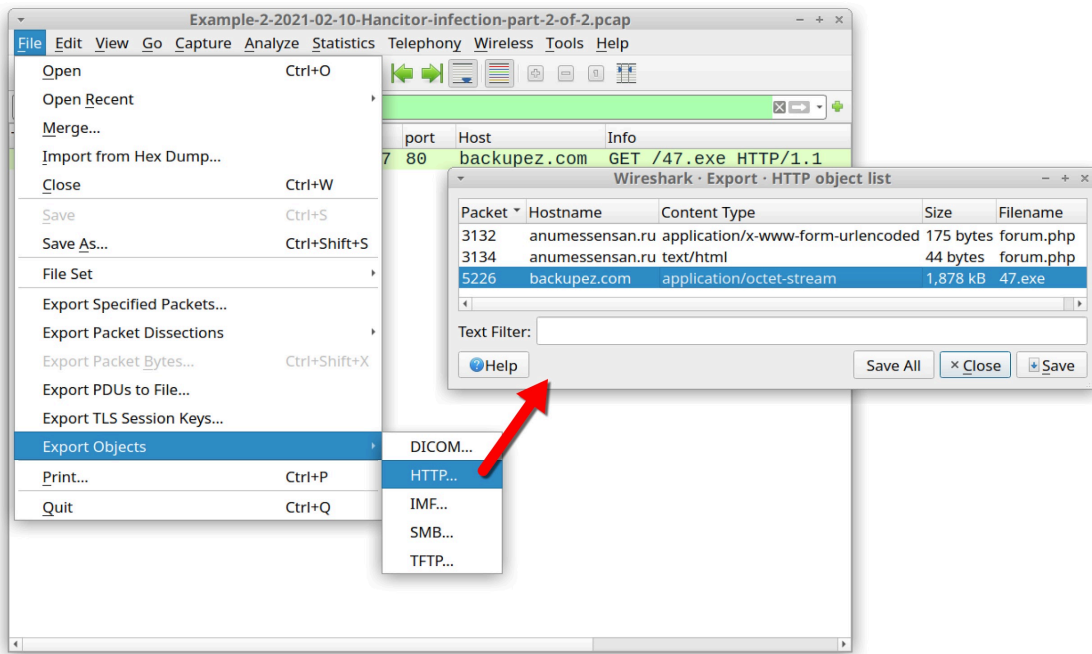 Example-2-2021-02-10-Hancitor-infection-part-2-of-2.pcap
File Edit View Go Capture Analyze Statistics Telephony Wireless Tools Help
Open Ctrl+O
Open Recent
Merge...
Import from Hex Dump...
Close Ctrl+W
Save Ctrl+S
Save As... Ctrl+Shift+S
File Set
Export Specified Packets...
Export Packet Dissections
Export Packet Bytes... Ctrl+Shift+X
Export PDUs to File...
Export TLS Session Keys...
Export Objects
Print... Ctrl+P
Quit Ctrl+Q
DICOM...
HTTP...
IMF...
SMB...
TFTP...
port Host Info
7 80 backupez.com GET /47.exe HTTP/1.1
Wireshark · Export · HTTP object list
Packet Hostname Content Type Size Filename
3132 anumessensan.ru application/x-www-form-urlencoded 175 bytes forum.php
3134 anumessensan.ru text/html 44 bytes forum.php
5226 backupez.com application/octet-stream 1,878 kB 47.exe
Text Filter:
Help Save All Close Save